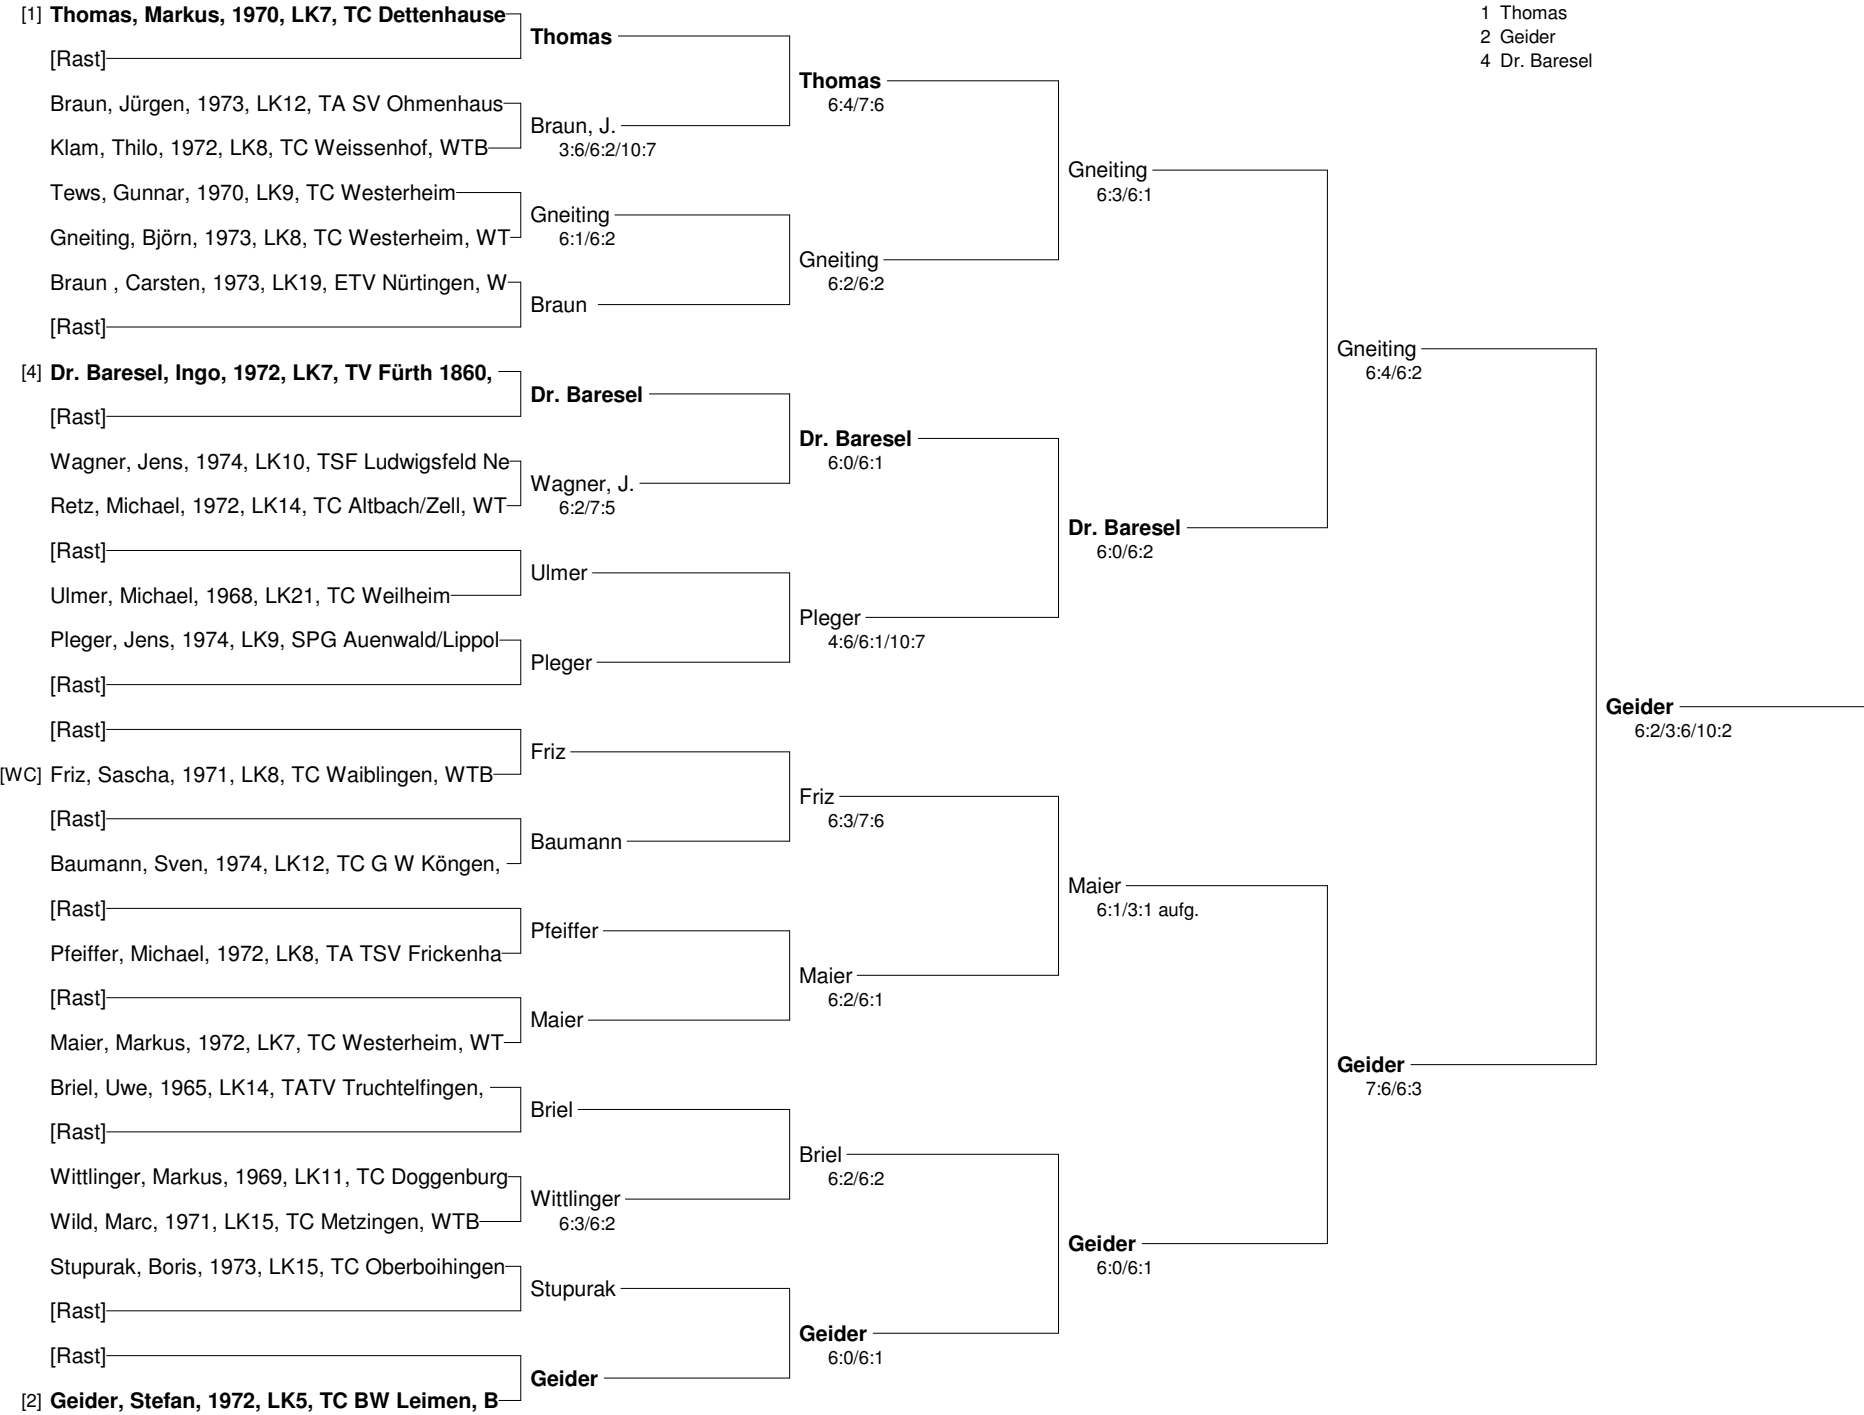 [1] Thomas, Markus, 1970, LK7, TC Dettenhause
[Rast]
Braun, Jürgen, 1973, LK12, TA SV Ohmenhaus
Klam, Thilo, 1972, LK8, TC Weissenhof, WTB
Tews, Gunnar, 1970, LK9, TC Westerheim
Gneiting, Björn, 1973, LK8, TC Westerheim, WT
Braun , Carsten, 1973, LK19, ETV Nürtingen, W
[Rast]
[4] Dr. Baresel, Ingo, 1972, LK7, TV Fürth 1860,
[Rast]
Wagner, Jens, 1974, LK10, TSF Ludwigsfeld Ne
Retz, Michael, 1972, LK14, TC Altbach/Zell, WT
[Rast]
Ulmer, Michael, 1968, LK21, TC Weilheim
Pleger, Jens, 1974, LK9, SPG Auenwald/Lippol
[Rast]
[Rast]
[WC] Friz, Sascha, 1971, LK8, TC Waiblingen, WTB
[Rast]
Baumann, Sven, 1974, LK12, TC G W Köngen,
[Rast]
Pfeiffer, Michael, 1972, LK8, TA TSV Frickenha
[Rast]
Maier, Markus, 1972, LK7, TC Westerheim, WT
Briel, Uwe, 1965, LK14, TATV Truchtelfingen,
[Rast]
Wittlinger, Markus, 1969, LK11, TC Doggenburg
Wild, Marc, 1971, LK15, TC Metzingen, WTB
Stupurak, Boris, 1973, LK15, TC Oberboihingen
[Rast]
[Rast]
[2] Geider, Stefan, 1972, LK5, TC BW Leimen, B
Thomas
Braun, J.
3:6/6:2/10:7
Gneiting
6:1/6:2
Braun
Dr. Baresel
Wagner, J.
6:2/7:5
Ulmer
Pleger
Friz
Baumann
Pfeiffer
Maier
Briel
Wittlinger
6:3/6:2
Stupurak
Geider
Thomas
6:4/7:6
Gneiting
6:2/6:2
Dr. Baresel
6:0/6:1
Pleger
4:6/6:1/10:7
Friz
6:3/7:6
Maier
6:2/6:1
Briel
6:2/6:2
Geider
6:0/6:1
Gneiting
6:3/6:1
Dr. Baresel
6:0/6:2
Maier
6:1/3:1 aufg.
Geider
6:0/6:1
Gneiting
6:4/6:2
Geider
7:6/6:3
Geider
6:2/3:6/10:2
1 Thomas
2 Geider
4 Dr. Baresel